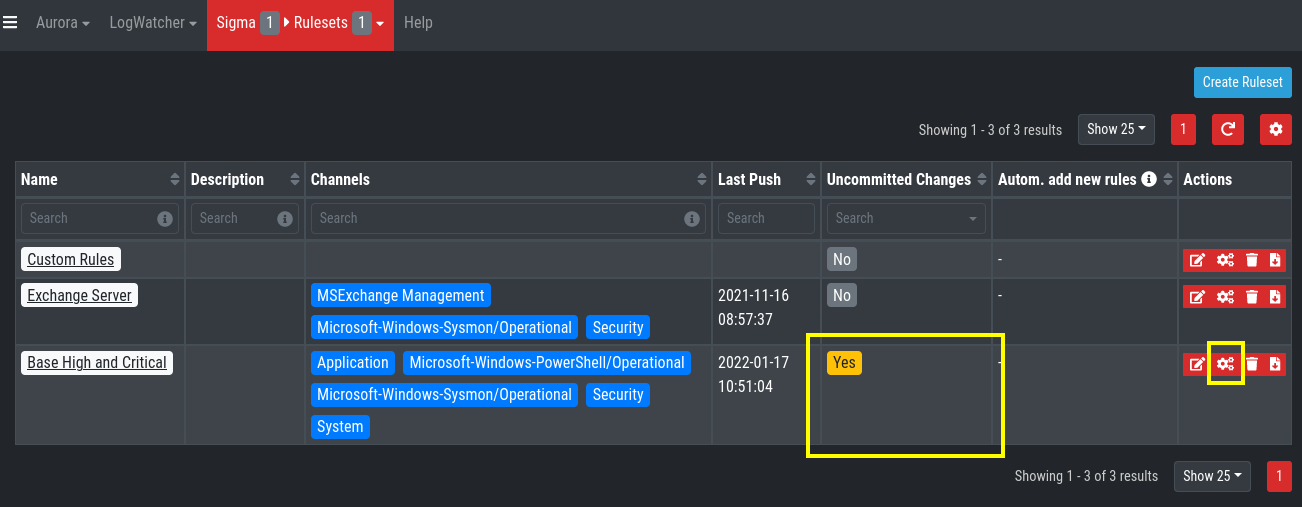 Aurora LogWatcher Sigma 1 Rulesets 1 Help
Create Ruleset
Showing 1 - 3 of 3 results Show 25 1
Name Description Channels Last Push Uncommitted Changes Autom. add new rules Actions
Search Search Search Search Search
Custom Rules No -
Exchange Server MSExchange Management 2021-11-16 No -
Microsoft-Windows-Sysmon/Operational Security 08:57:37
Base High and Critical Application Microsoft-Windows-PowerShell/Operational 2022-01-17 Yes -
Microsoft-Windows-Sysmon/Operational Security 10:51:04
System
Showing 1 - 3 of 3 results Show 25 1